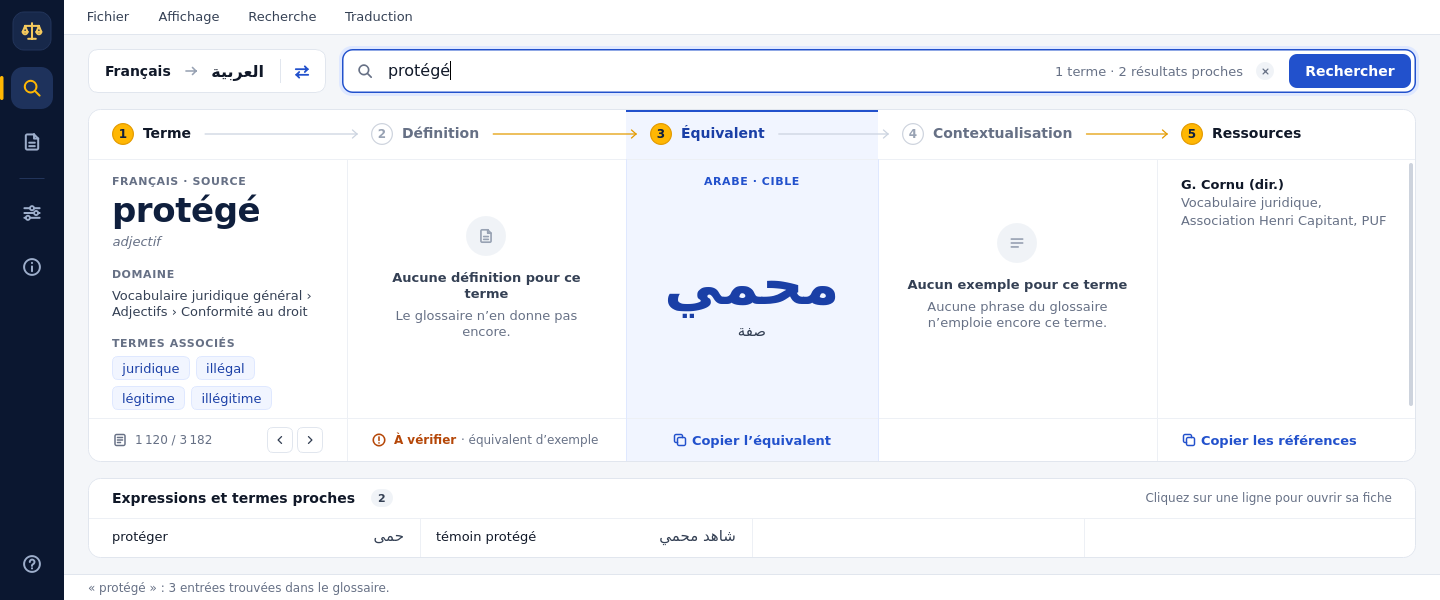 Fichier Affichage Recherche Traduction
Français → العربية
protégé
1 terme · 2 résultats proches
Rechercher
1 Terme
2 Définition
3 Équivalent
4 Contextualisation
5 Ressources
FRANÇAIS · SOURCE
protégé
adjectif
DOMAINE
Vocabulaire juridique général ›
Adjectifs › Conformité au droit
TERMES ASSOCIÉS
juridique illégal
légitime illégitime
1 120 / 3 182
Aucune définition pour ce
terme
Le glossaire n’en donne pas
encore.
À vérifier · équivalent d’exemple
ARABE · CIBLE
محمي
صفة
Copier l’équivalent
Aucun exemple pour ce terme
Aucune phrase du glossaire
n’emploie encore ce terme.
G. Cornu (dir.)
Vocabulaire juridique,
Association Henri Capitant, PUF
Copier les références
Expressions et termes proches 2
Cliquez sur une ligne pour ouvrir sa fiche
protéger حمى
témoin protégé شاهد محمي
« protégé » : 3 entrées trouvées dans le glossaire.